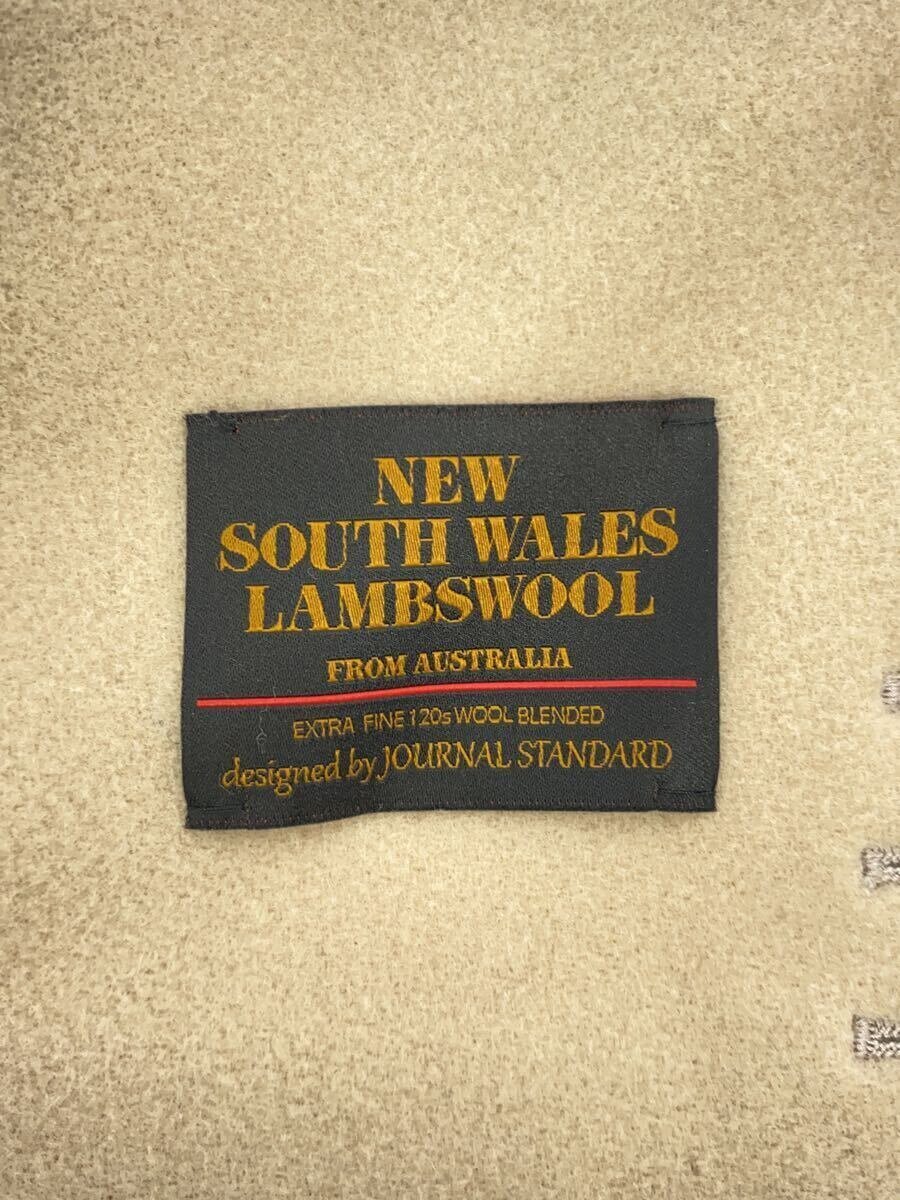 NEW
SOUTH WALES
LAMBSWOOL
FROM AUSTRALIA
EXTRA FINE 120s WOOL BLENDED
designed by JOURNAL STANDARD